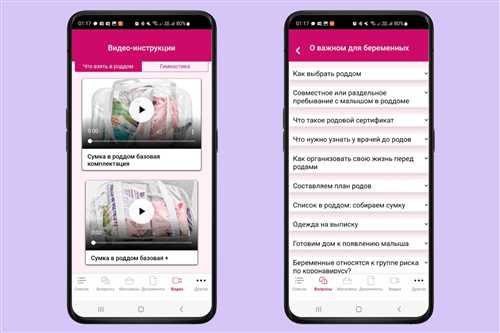 01:17
80%
Видео-инструкции
Что взять в роддом
Гимнастика
0:00
Сумка в роддом базовая
комплектация
0:00
Сумка в роддом базовая +
Список
Вопросы
Магазины
Документы
Видео
Другое
01:17
80%
О важном для беременных
Как выбрать роддом
Совместное или раздельное
пребывание с малышом в роддоме
Что такое родовой сертификат
Что нужно узнать у врачей до родов
Как организовать свою жизнь перед
родами
Составляем план родов
Список в роддом: собираем сумку
Одежда на выписку
Готовим дом к появлению малыша
Беременные относятся к группе риска
по коронавирусу?
Список
Вопросы
Магазины
Документы
Видео
Другое